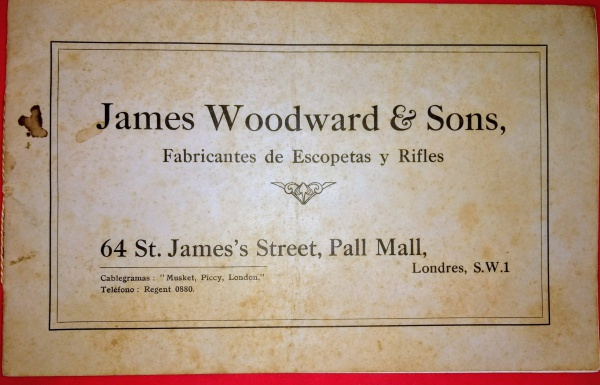 James Woodward & Sons,
Fabricantes de Escopetas y Rifles
64 St. James's Street, Pall Mall,
Londres, S.W.1
Cablegramas : "Musket, Piccy, London."
Teléfono : Regent 0880.